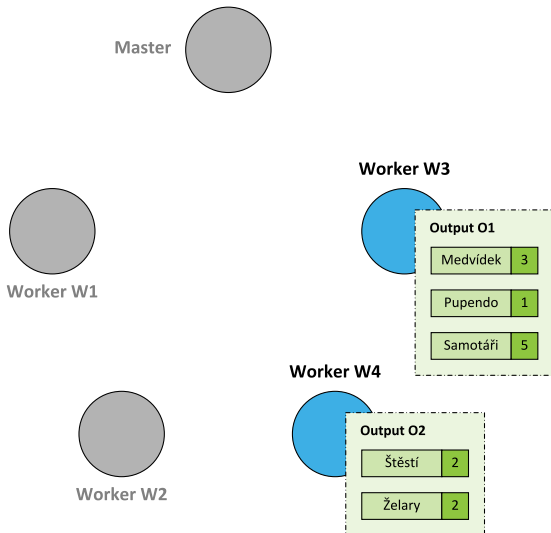 Master
Worker W3
Output O1
Medvídek 3
Pupendo 1
Samotáři 5
Worker W1
Worker W4
Output O2
Štěstí 2
Želary 2
Worker W2